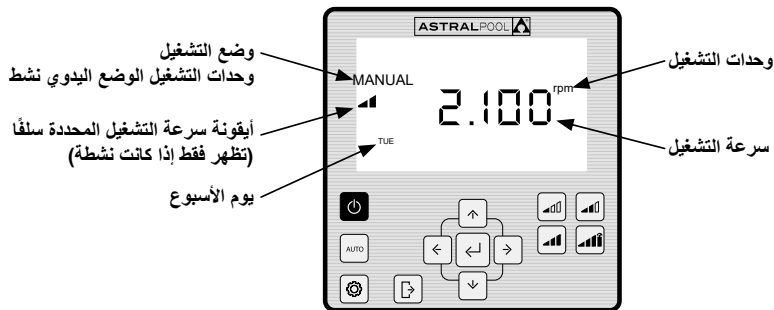 ASTRALPOOL
وضع التشغيل
وحدات التشغيل الوضع اليدوي نشط
MANUAL
rpm
وحدات التشغيل
2.100
أيقونة سرعة التشغيل المحددة سلفًا
(تظهر فقط إذا كانت نشطة)
سرعة التشغيل
TUE
يوم الأسبوع
AUTO